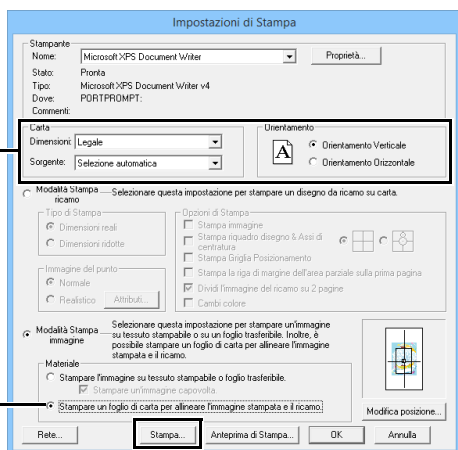 Impostazioni di Stampa
Stampante
Nome: Microsoft XPS Document Writer Proprietà...
Stato: Pronta
Tipo: Microsoft XPS Document Writer v4
Dove: PORTPROMPT:
Commenti:
Carta
Dimensioni: Legale
Sorgente: Selezione automatica
Orientamento
A
Orientamento Verticale
Orientamento Orizzontale
Modalità Stampa ricamo
Selezionare questa impostazione per stampare un disegno da ricamo su carta.
Tipo di Stampa
Dimensioni reali
Dimensioni ridotte
Immagine del punto
Normale
Realistico Attributi...
Opzioni di Stampa
Stampa immagine
Stampa riquadro disegno & Assi di
centratura
Stampa Griglia Posizionamento
Stampa la riga di margine dell'area parziale sulla prima pagina
Dividi l'immagine del ricamo su 2 pagine
Cambi colore
Modalità Stampa
immagine
Selezionare questa impostazione per stampare un'immagine
su tessuto stampabile o su un foglio trasferibile. Inoltre, è
possibile stampare un foglio di carta per allineare l'immagine
stampata e il ricamo.
Materiale
Stampare l'immagine su tessuto stampabile o foglio trasferibile.
Stampare un'immagine capovolta.
Stampare un foglio di carta per allineare l'immagine stampata e il ricamo.
Modifica posizione...
Rete... Stampa... Anteprima di Stampa... OK Annulla